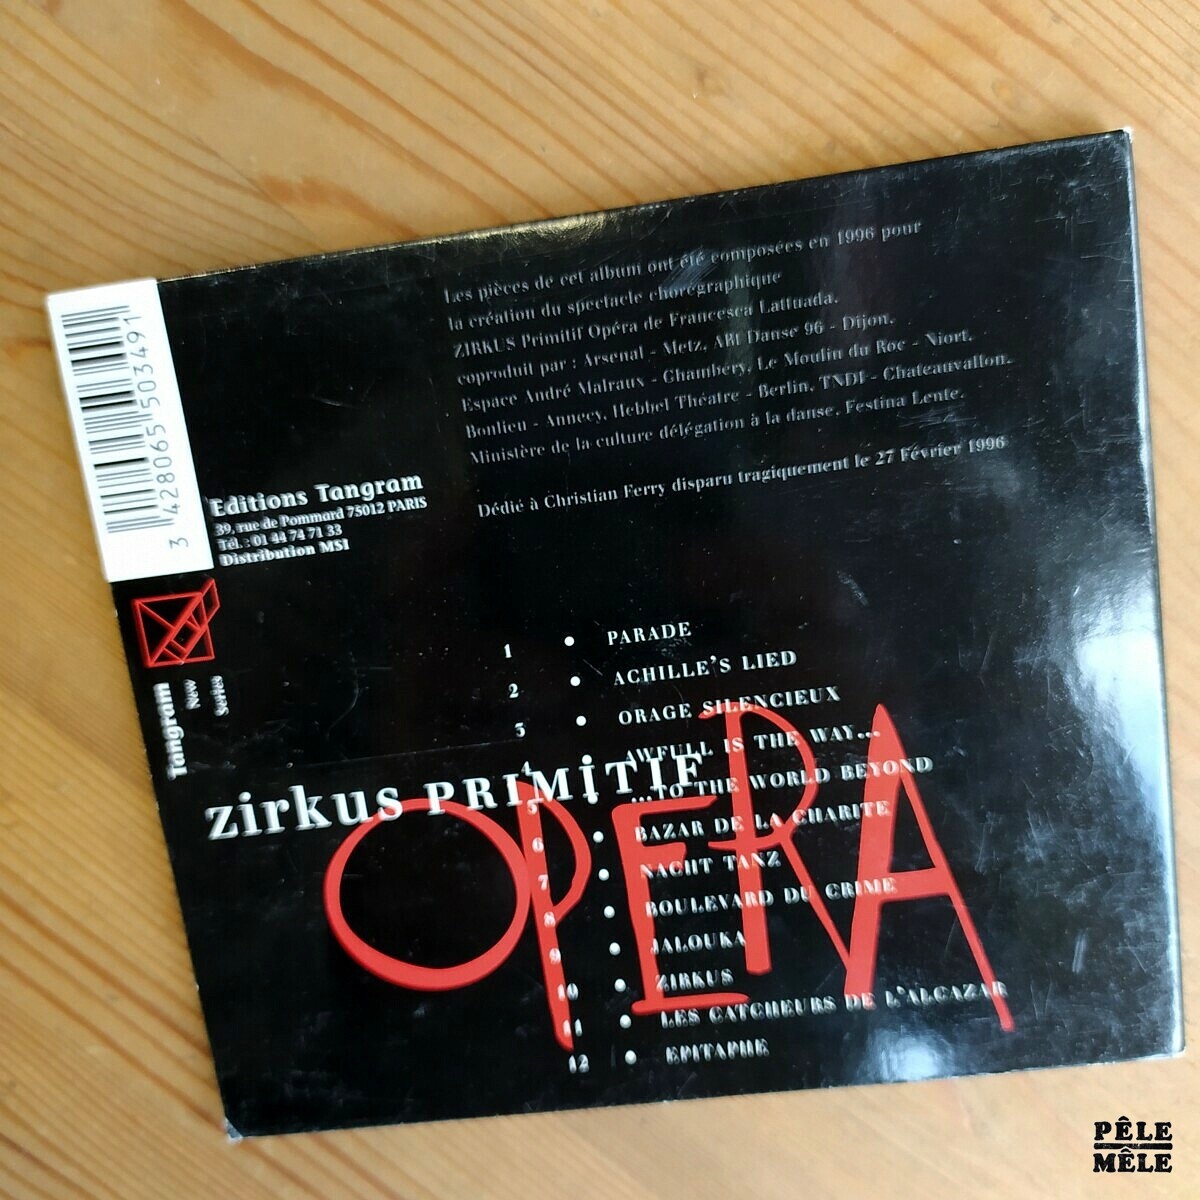 Les pièces de cet album ont été composées en 1996 pour
la création du spectacle chorégraphique
ZIRKUS Primitif Opéra de Francesca Lattuada.
coproduit par : Arsenal - Metz, ARt Danse 96 - Dijon.
Espace André Malraux - Chambéry, Le Moulin du Roc - Niort.
Bonlieu - Annecy, Hebbel Théatre - Berlin, TNDI - Chateauvallon.
Ministère de la culture délégation à la danse, Festina Lente.
Dédié à Christian Ferry disparu tragiquement le 27 Février 1996
3 428065 503491
Editions Tangram
39, rue de Pommard 75012 PARIS
Tél. : 01 44 74 71 33
Distribution MSI
Tangram
New
Series
1 • PARADE
2 • ACHILLE'S LIED
3 • ORAGE SILENCIEUX
4 • AWFULL IS THE WAY...
5 • ...TO THE WORLD BEYOND
6 • BAZAR DE LA CHARITE
7 • NACHT TANZ
8 • BOULEVARD DU CRIME
9 • JALOUKA
10 • ZIRKUS
11 • LES CATCHEURS DE L'ALCAZAR
12 • EPITAPHE
zirkus PRIMITIF
OPERA
PÊLE
MÊLE